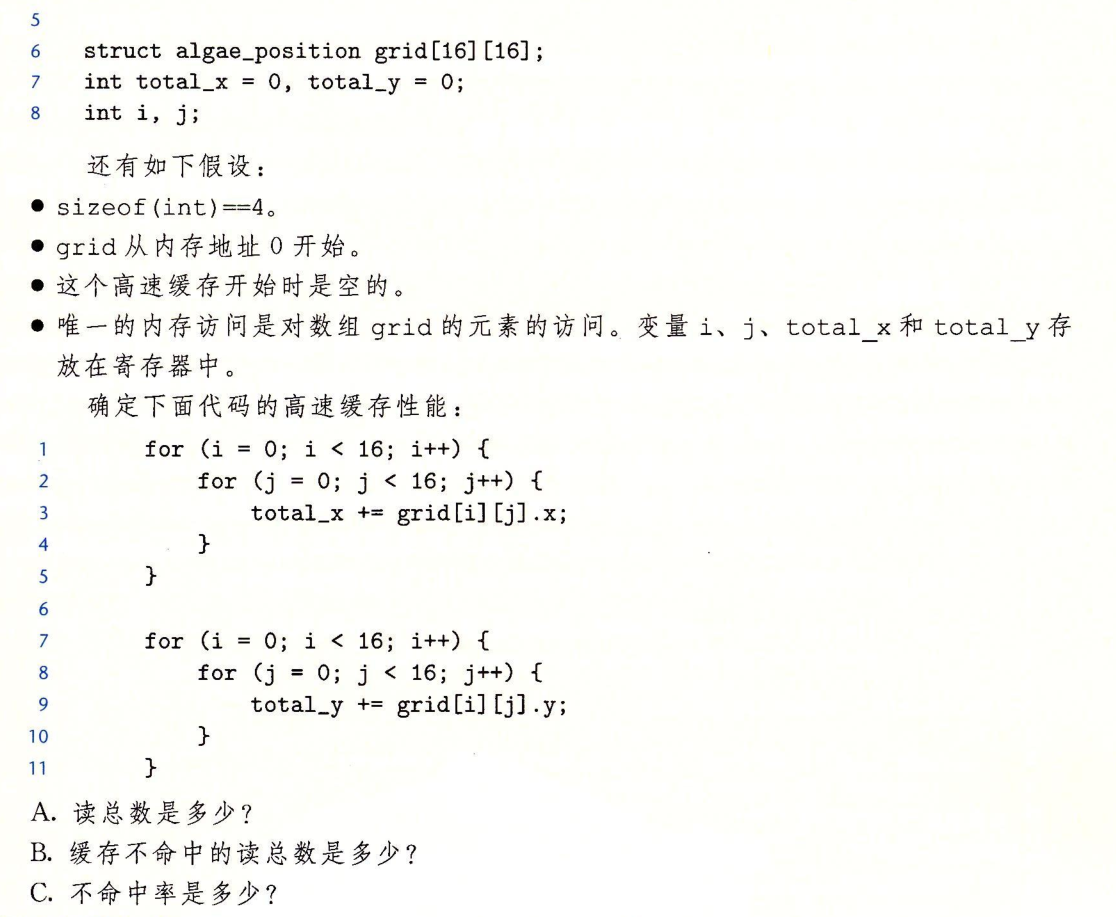 5
6 struct algae_position grid[16][16];
7 int total_x = 0, total_y = 0;
8 int i, j;
还有如下假设：
● sizeof(int)==4。
● grid 从内存地址 0 开始。
● 这个高速缓存开始时是空的。
● 唯一的内存访问是对数组 grid 的元素的访问。变量 i、j、total_x 和 total_y 存
放在寄存器中。
确定下面代码的高速缓存性能：
1 for (i = 0; i < 16; i++) {
2 for (j = 0; j < 16; j++) {
3 total_x += grid[i][j].x;
4 }
5 }
6
7 for (i = 0; i < 16; i++) {
8 for (j = 0; j < 16; j++) {
9 total_y += grid[i][j].y;
10 }
11 }
A. 读总数是多少？
B. 缓存不命中的读总数是多少？
C. 不命中率是多少？